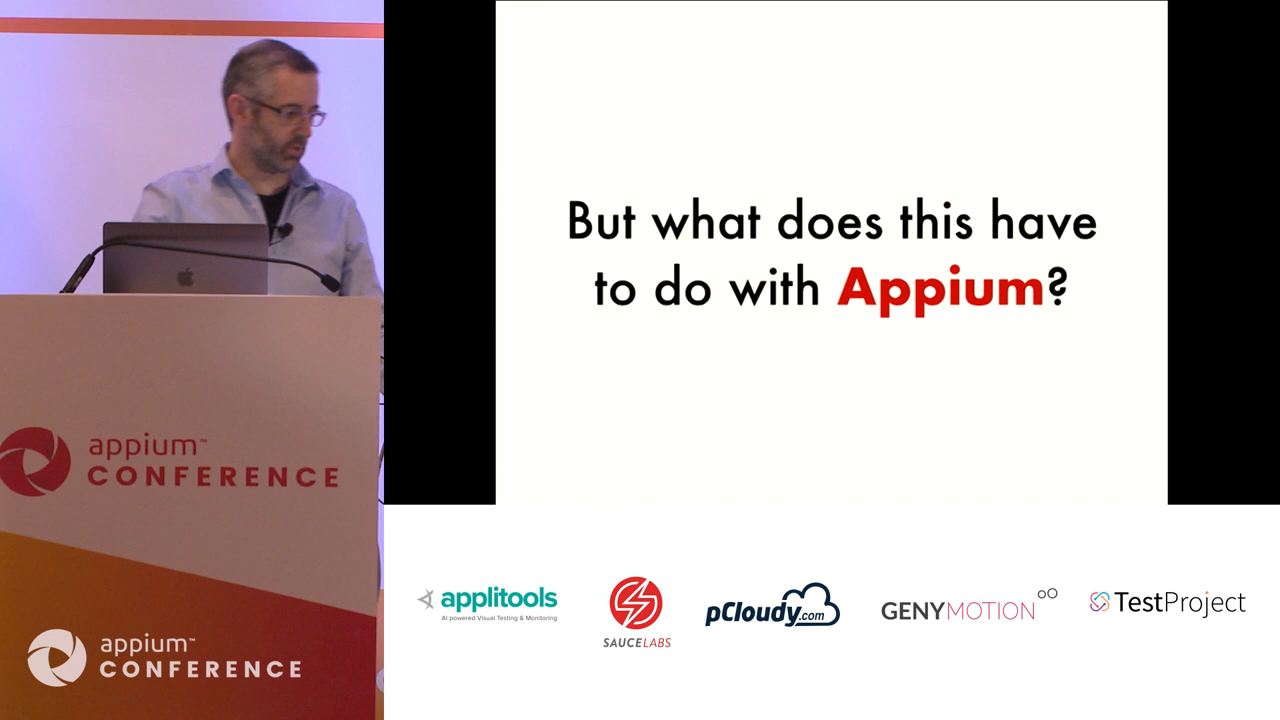 But what does this have
to do with Appium?
appium™
CONFERENCE
appium™
CONFERENCE
applitools
AI powered Visual Testing & Monitoring
SAUCELABS
pCloudy.com
GENYMOTION
TestProject